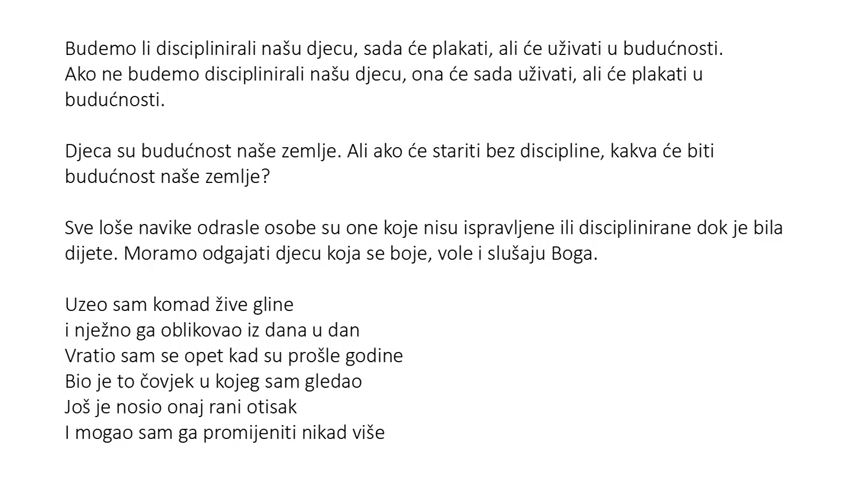 Budemo li disciplinirali našu djecu, sada će plakati, ali će uživati u budućnosti.
Ako ne budemo disciplinirali našu djecu, ona će sada uživati, ali će plakati u
budućnosti.
Djeca su budućnost naše zemlje. Ali ako će stariti bez discipline, kakva će biti
budućnost naše zemlje?
Sve loše navike odrasle osobe su one koje nisu ispravljene ili disciplinirane dok je bila
dijete. Moramo odgajati djecu koja se boje, vole i slušaju Boga.
Uzeo sam komad žive gline
i nježno ga oblikovao iz dana u dan
Vratio sam se opet kad su prošle godine
Bio je to čovjek u kojeg sam gledao
Još je nosio onaj rani otisak
I mogao sam ga promijeniti nikad više